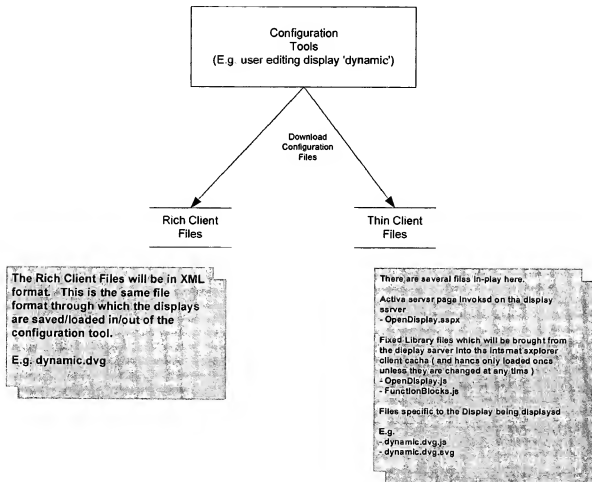 Configuration
Tools
(E.g. user editing display 'dynamic')
Download
Configuration
Files
Rich Client
Files
Thin Client
Files
The Rich Client Files will be in XML
format. - This is the same file
format through which the displays
are saved/loaded in/out of the
configuration tool.
E.g. dynamic.dvg
There are several files in-play here.
Active server page invoked on the display
server
- OpenDisplay.aspx
Fixed Library files which will be brought from
the display server into the internet explorer
client cache ( and hence only loaded once
unless they are changed at any time )
- OpenDisplay.js
- FunctionBlocks.js
Files specific to the Display being displayed
E.g.
- dynamic.dvg.js
- dynamic.dvg.svg